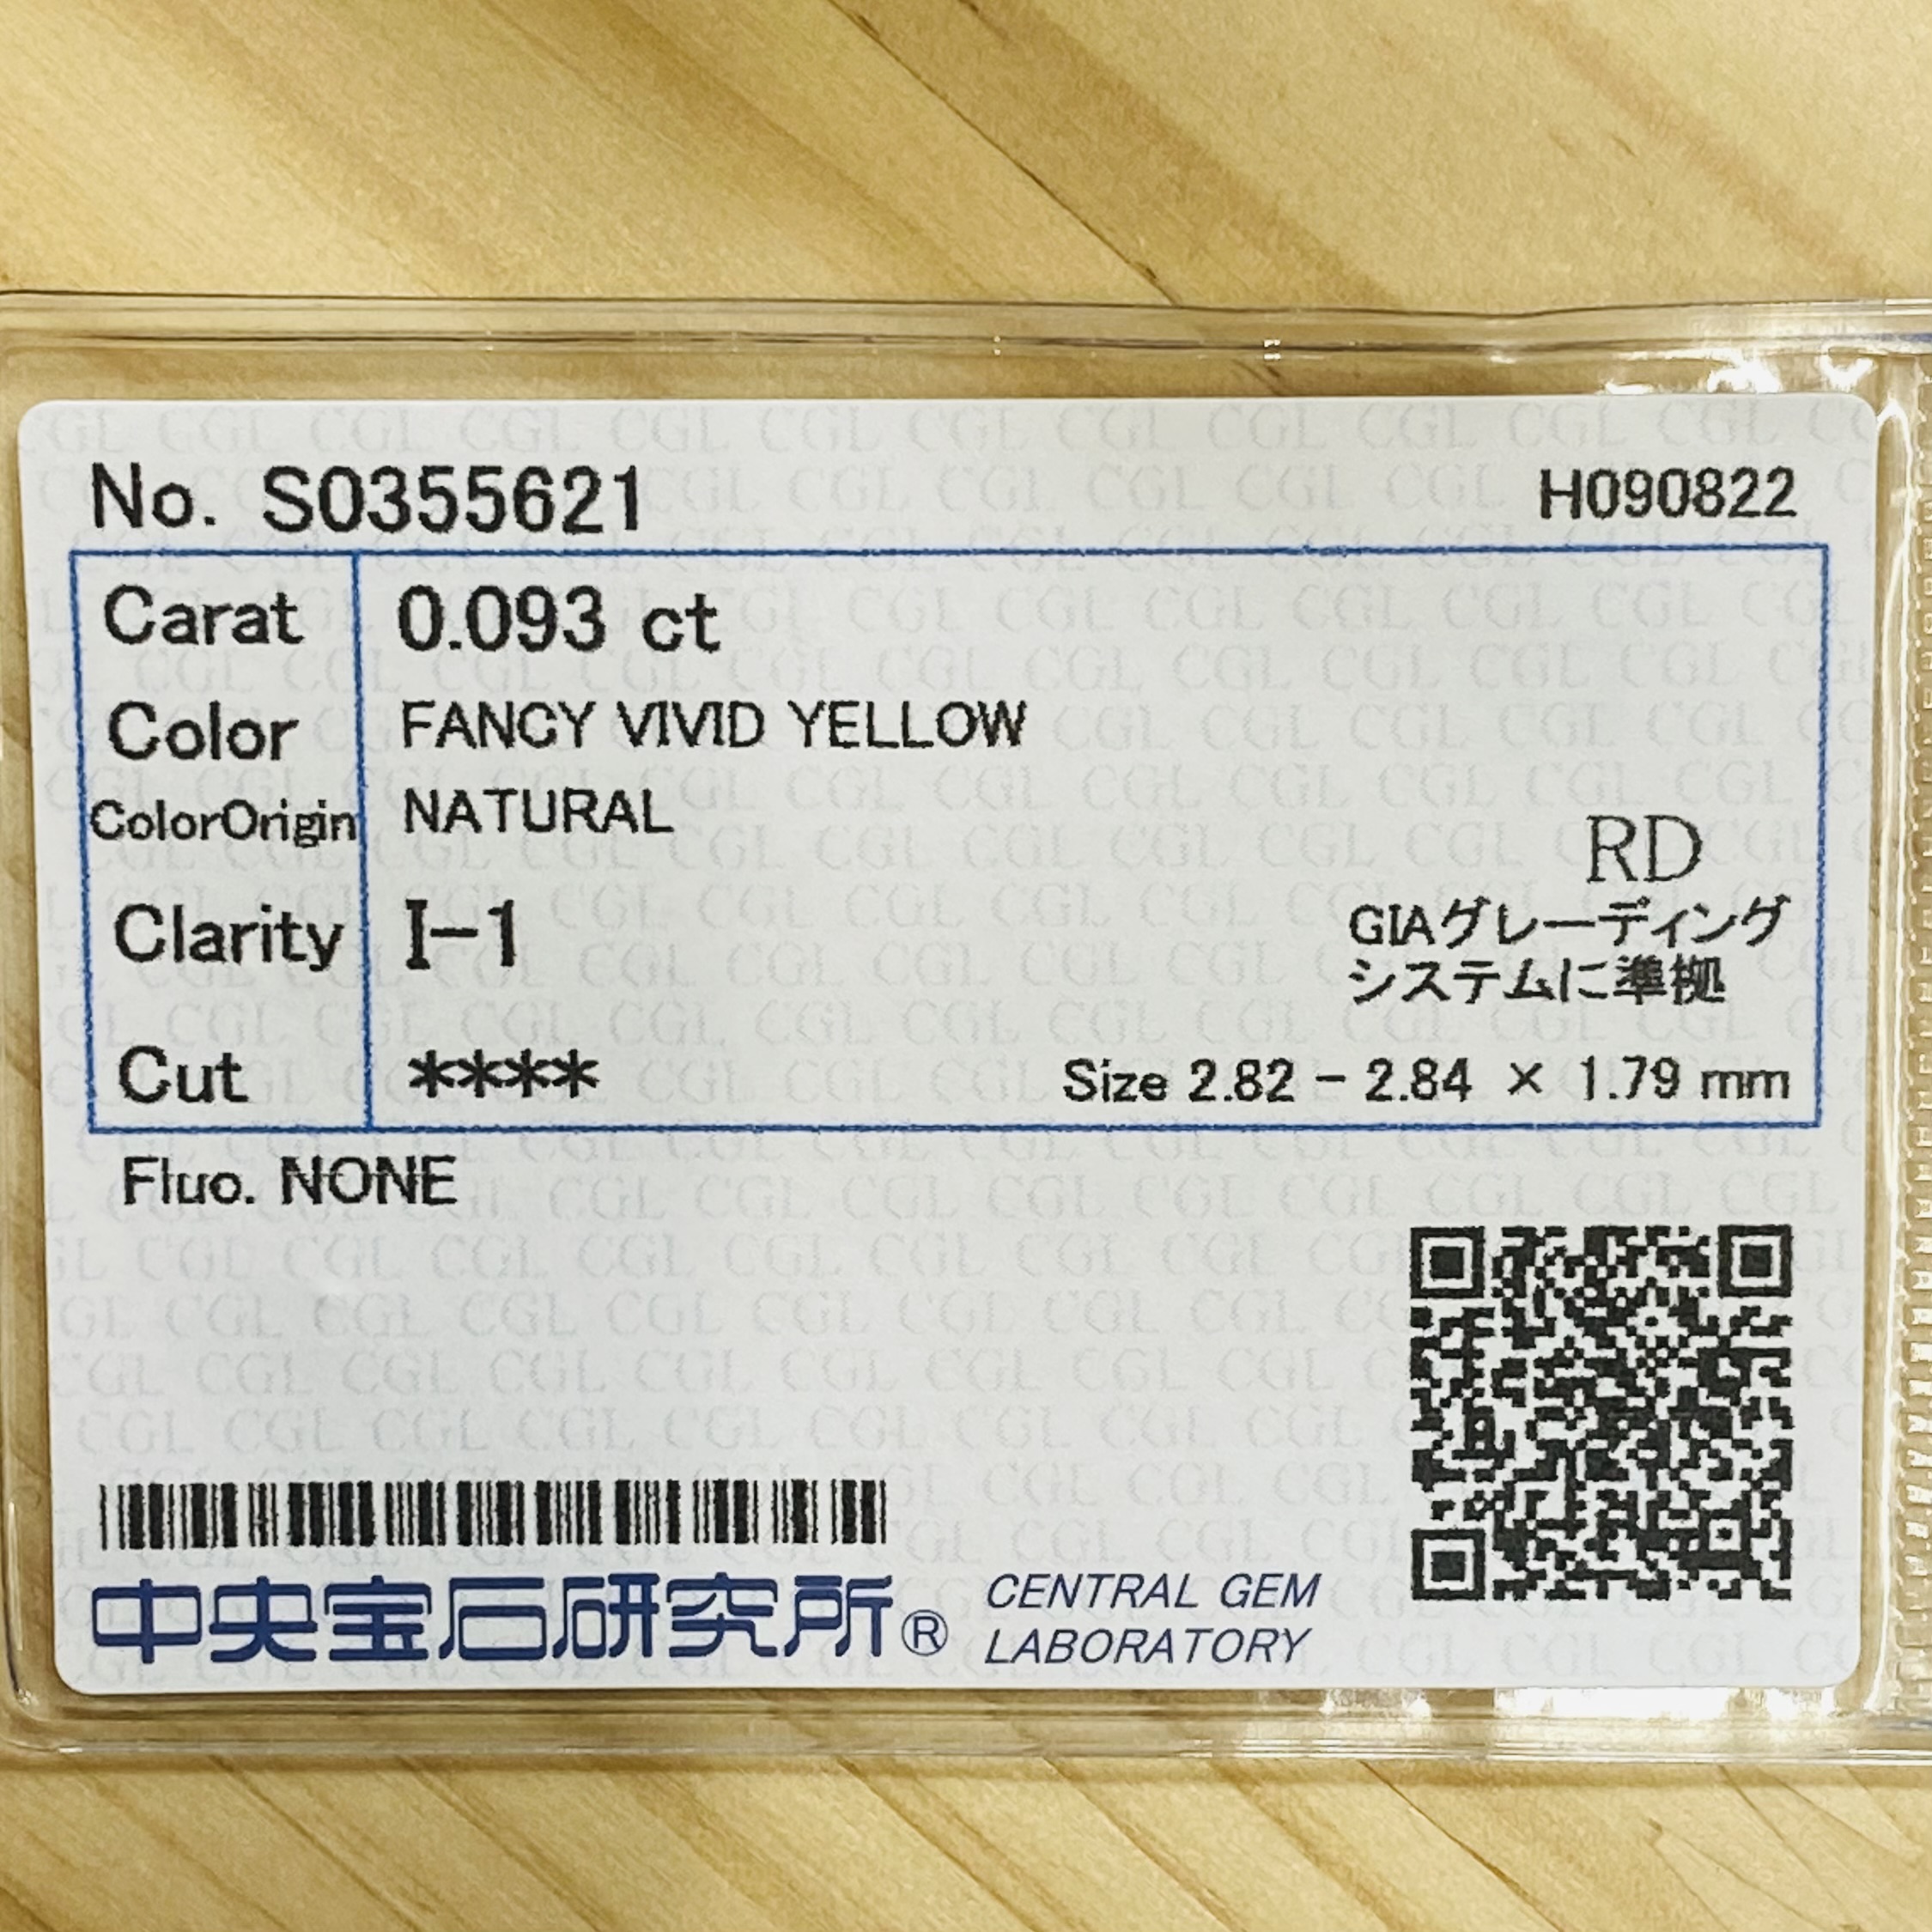 No. S0355621 H090822
Carat 0.093 ct
Color FANCY VIVID YELLOW
ColorOrigin NATURAL
RD
Clarity I-1
GIAグレーディング
システムに準拠
Cut **** Size 2.82 - 2.84 × 1.79 mm
Fluo. NONE
中央宝石研究所® CENTRAL GEM
LABORATORY